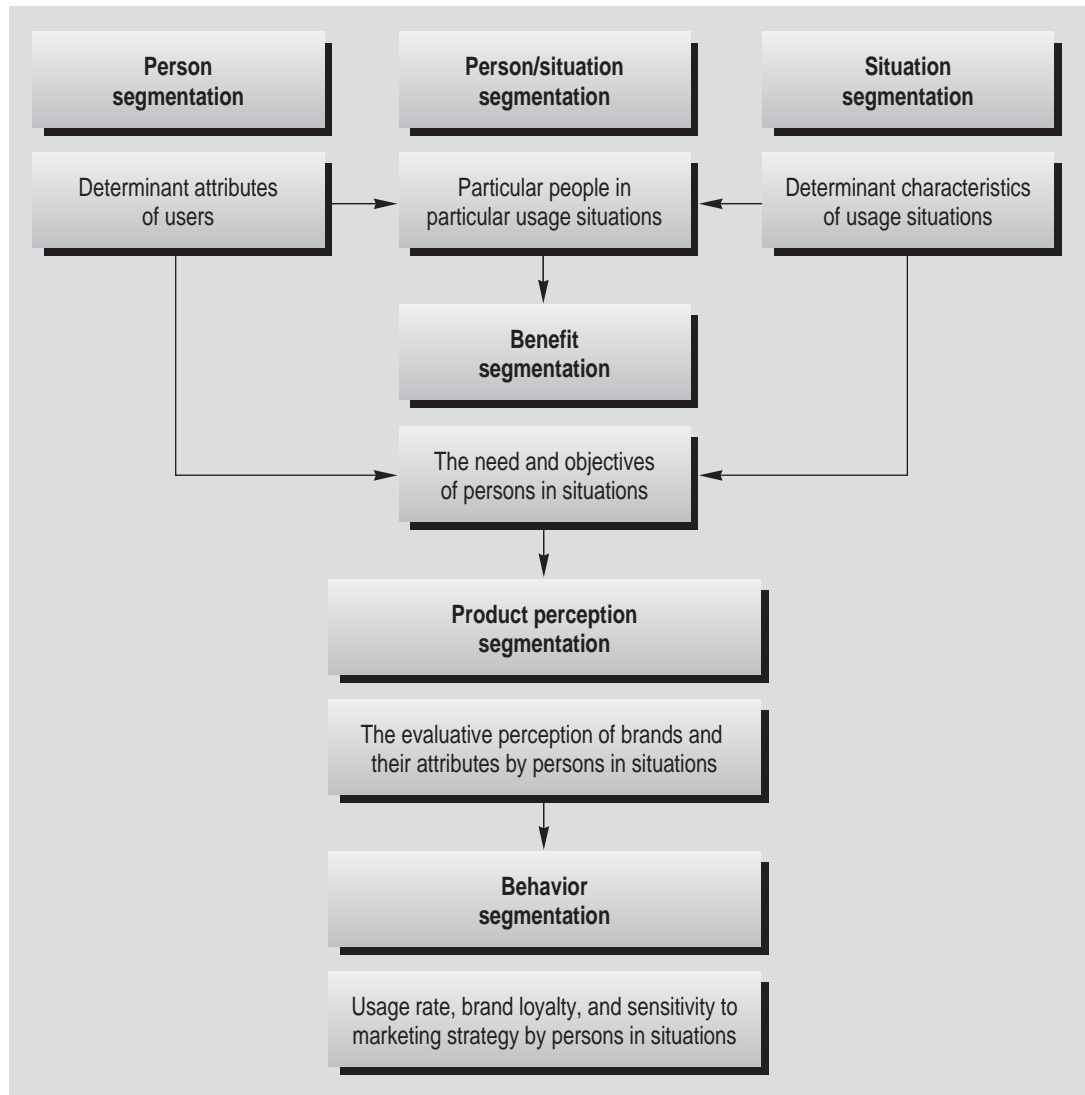 Person
segmentation
Person/situation
segmentation
Situation
segmentation
Determinant attributes
of users
Particular people in
particular usage situations
Determinant characteristics
of usage situations
Benefit
segmentation
The need and objectives
of persons in situations
Product perception
segmentation
The evaluative perception of brands and
their attributes by persons in situations
Behavior
segmentation
Usage rate, brand loyalty, and sensitivity to
marketing strategy by persons in situations